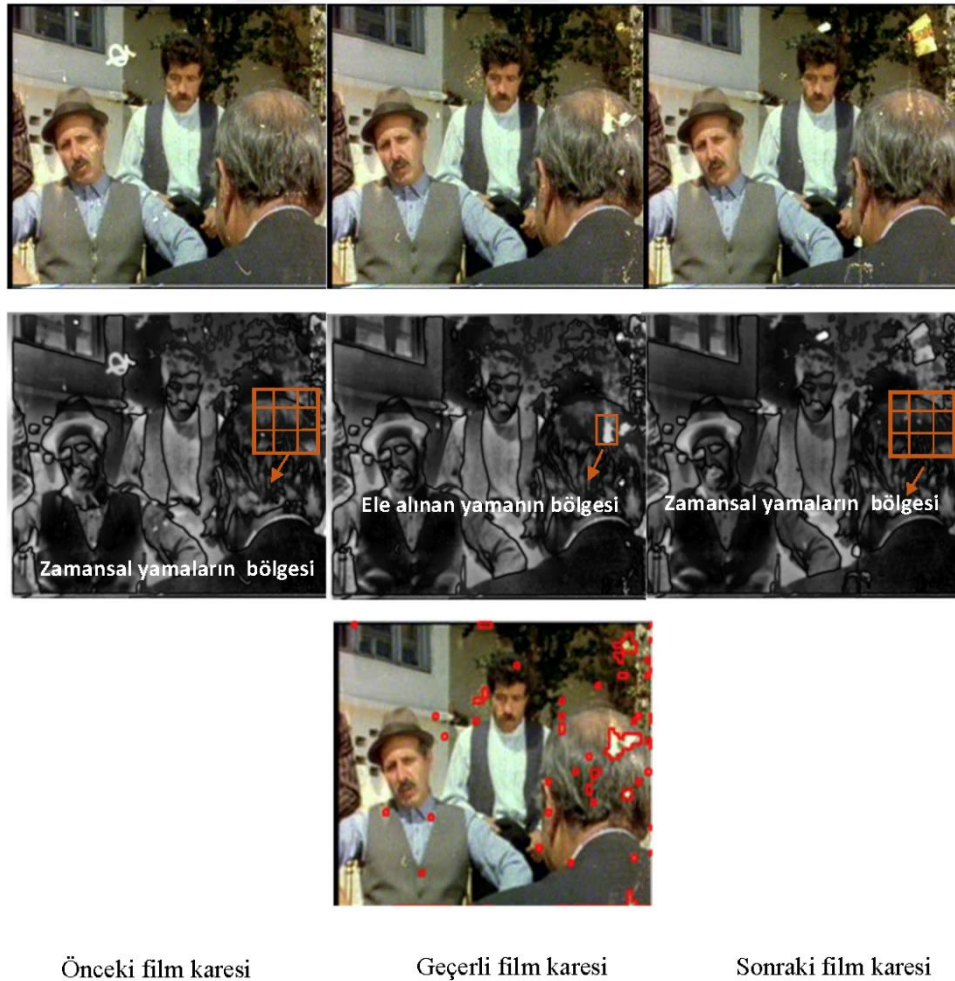 Ele alınan yamanın bölgesi
Zamansal yamaların bölgesi
Zamansal yamaların bölgesi
Önceki film karesi
Geçerli film karesi
Sonraki film karesi